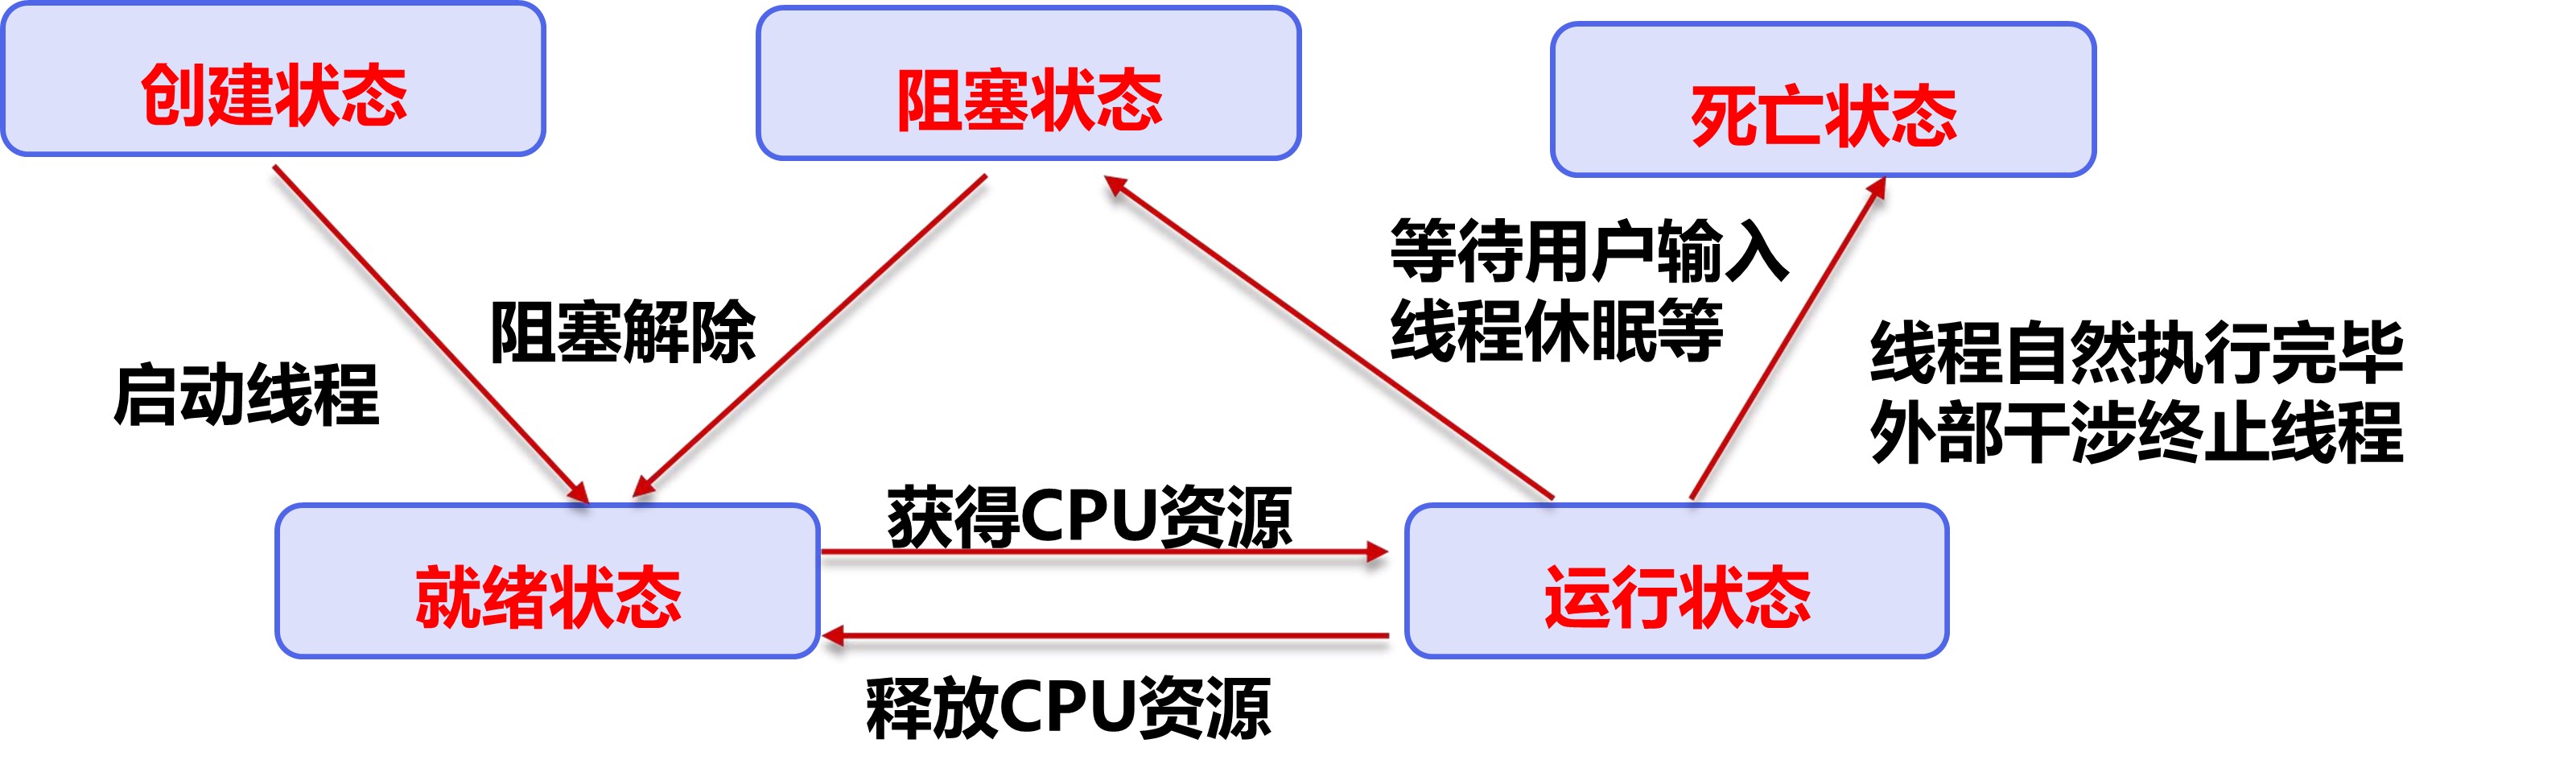 创建状态
阻塞状态
死亡状态
等待用户输入
线程休眠等
阻塞解除
启动线程
线程自然执行完毕
外部干涉终止线程
获得CPU资源
就绪状态
运行状态
释放CPU资源